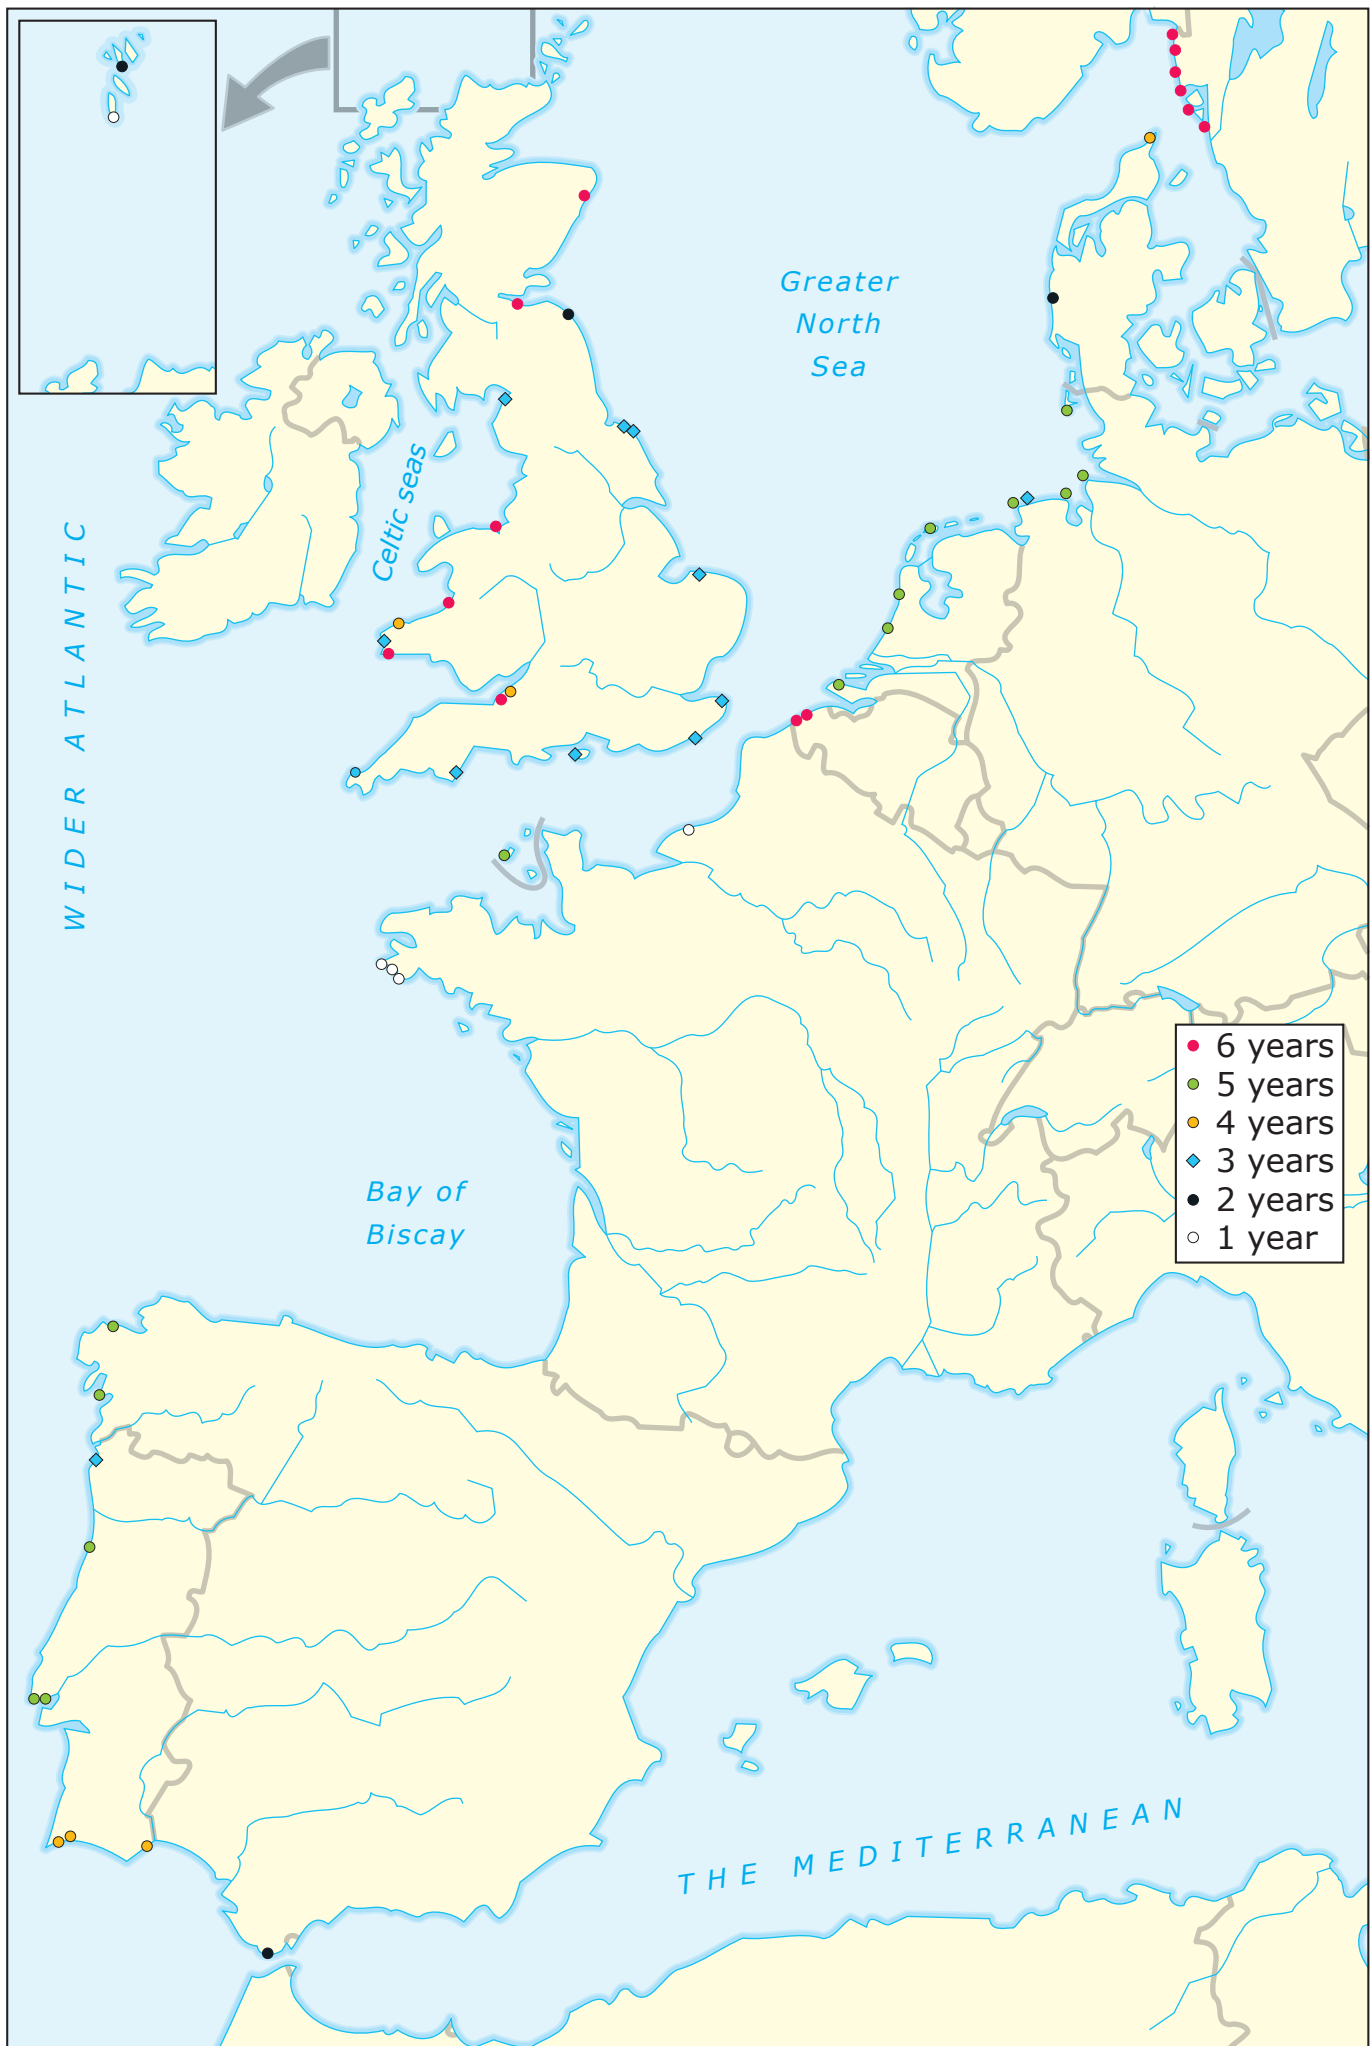 Greater
North
Sea
Celtic seas
WIDER ATLANTIC
Bay of
Biscay
6 years
5 years
4 years
3 years
2 years
1 year
THE MEDITERRANEAN